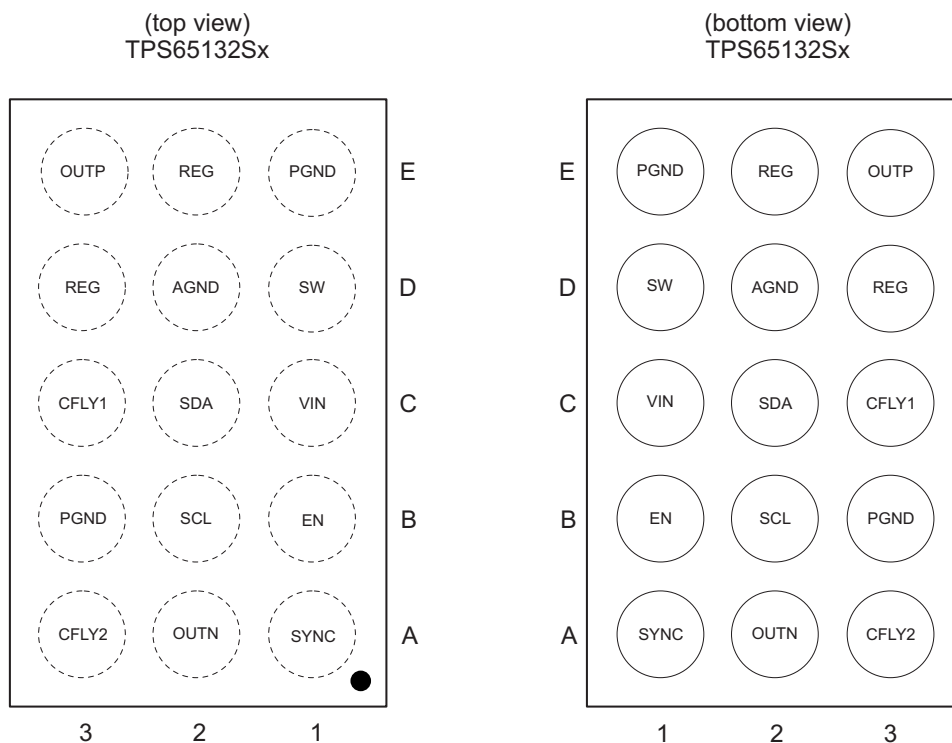 (top view)
TPS65132Sx
OUTP REG PGND E
REG AGND SW D
CFLY1 SDA VIN C
PGND SCL EN B
CFLY2 OUTN SYNC A
3 2 1
(bottom view)
TPS65132Sx
E PGND REG OUTP
D SW AGND REG
C VIN SDA CFLY1
B EN SCL PGND
A SYNC OUTN CFLY2
1 2 3